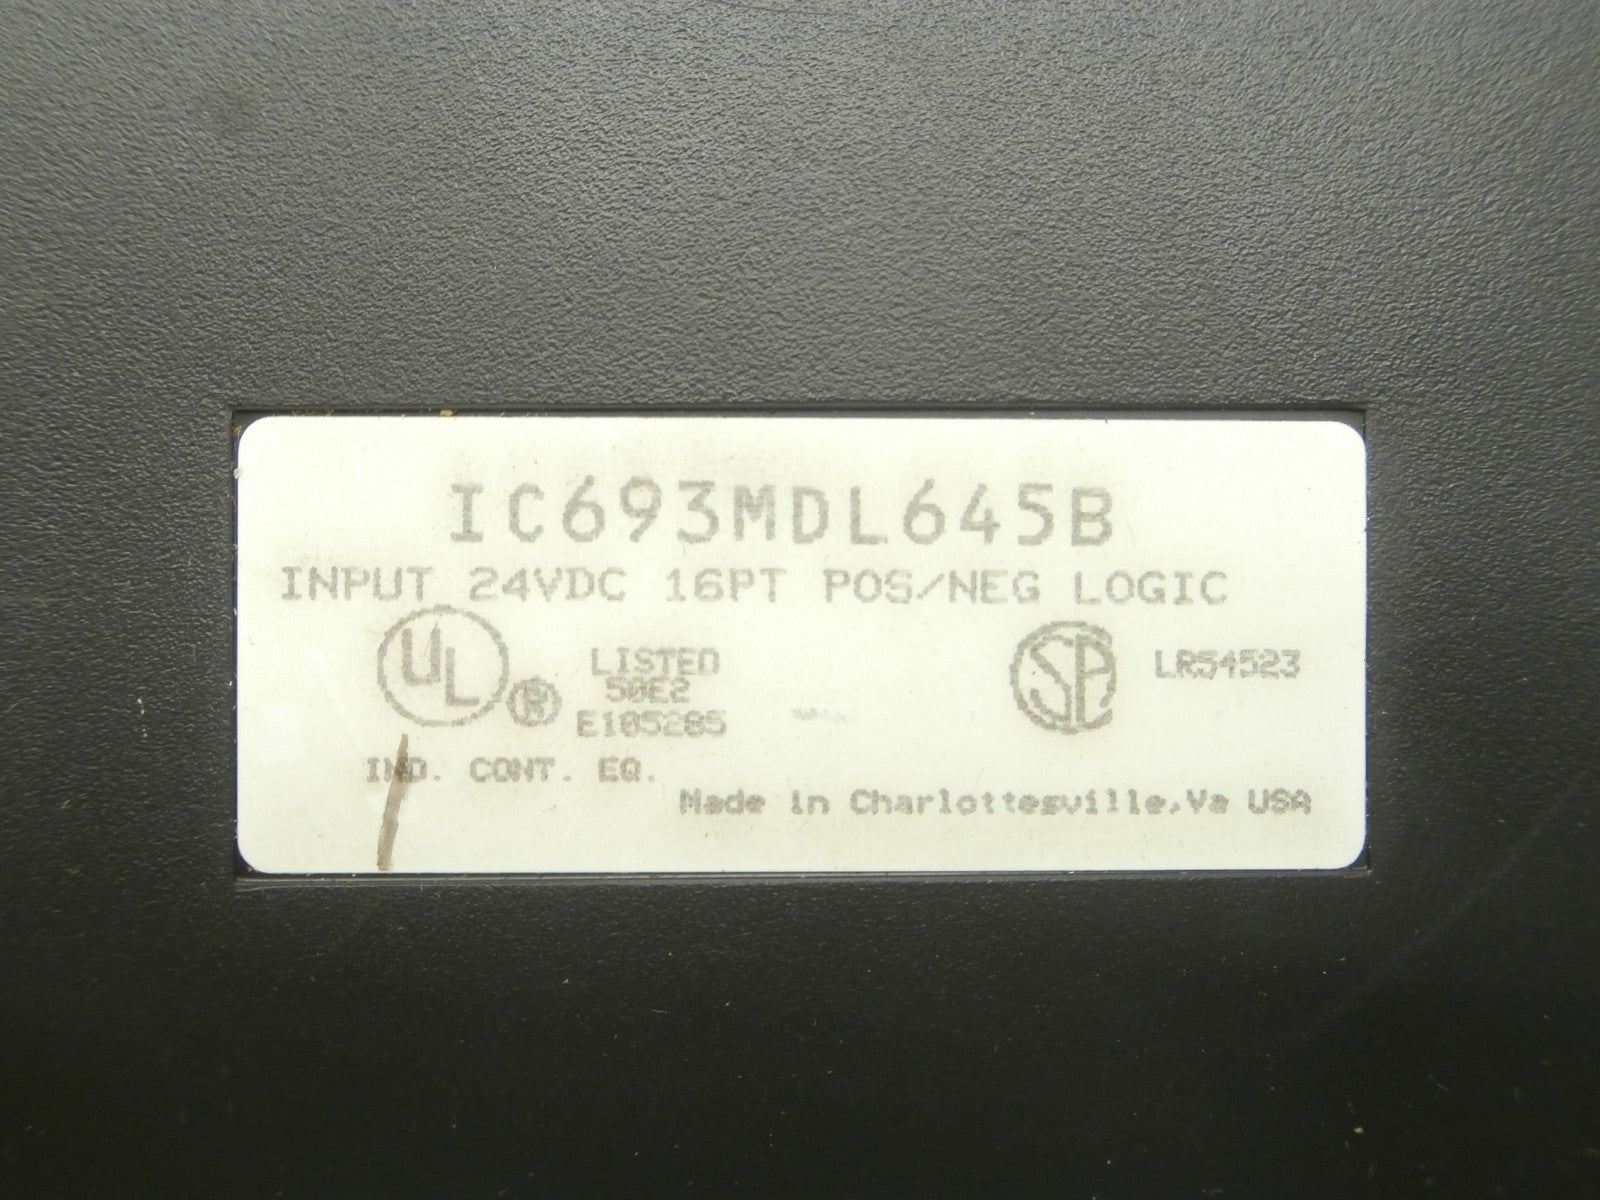 IC693MDL645B
INPUT 24VDC 16PT POS/NEG LOGIC
UL ® LISTED
50E2
E185285
IND. CONT. EQ.
SP LR54523
Made in Charlottesville,Va USA